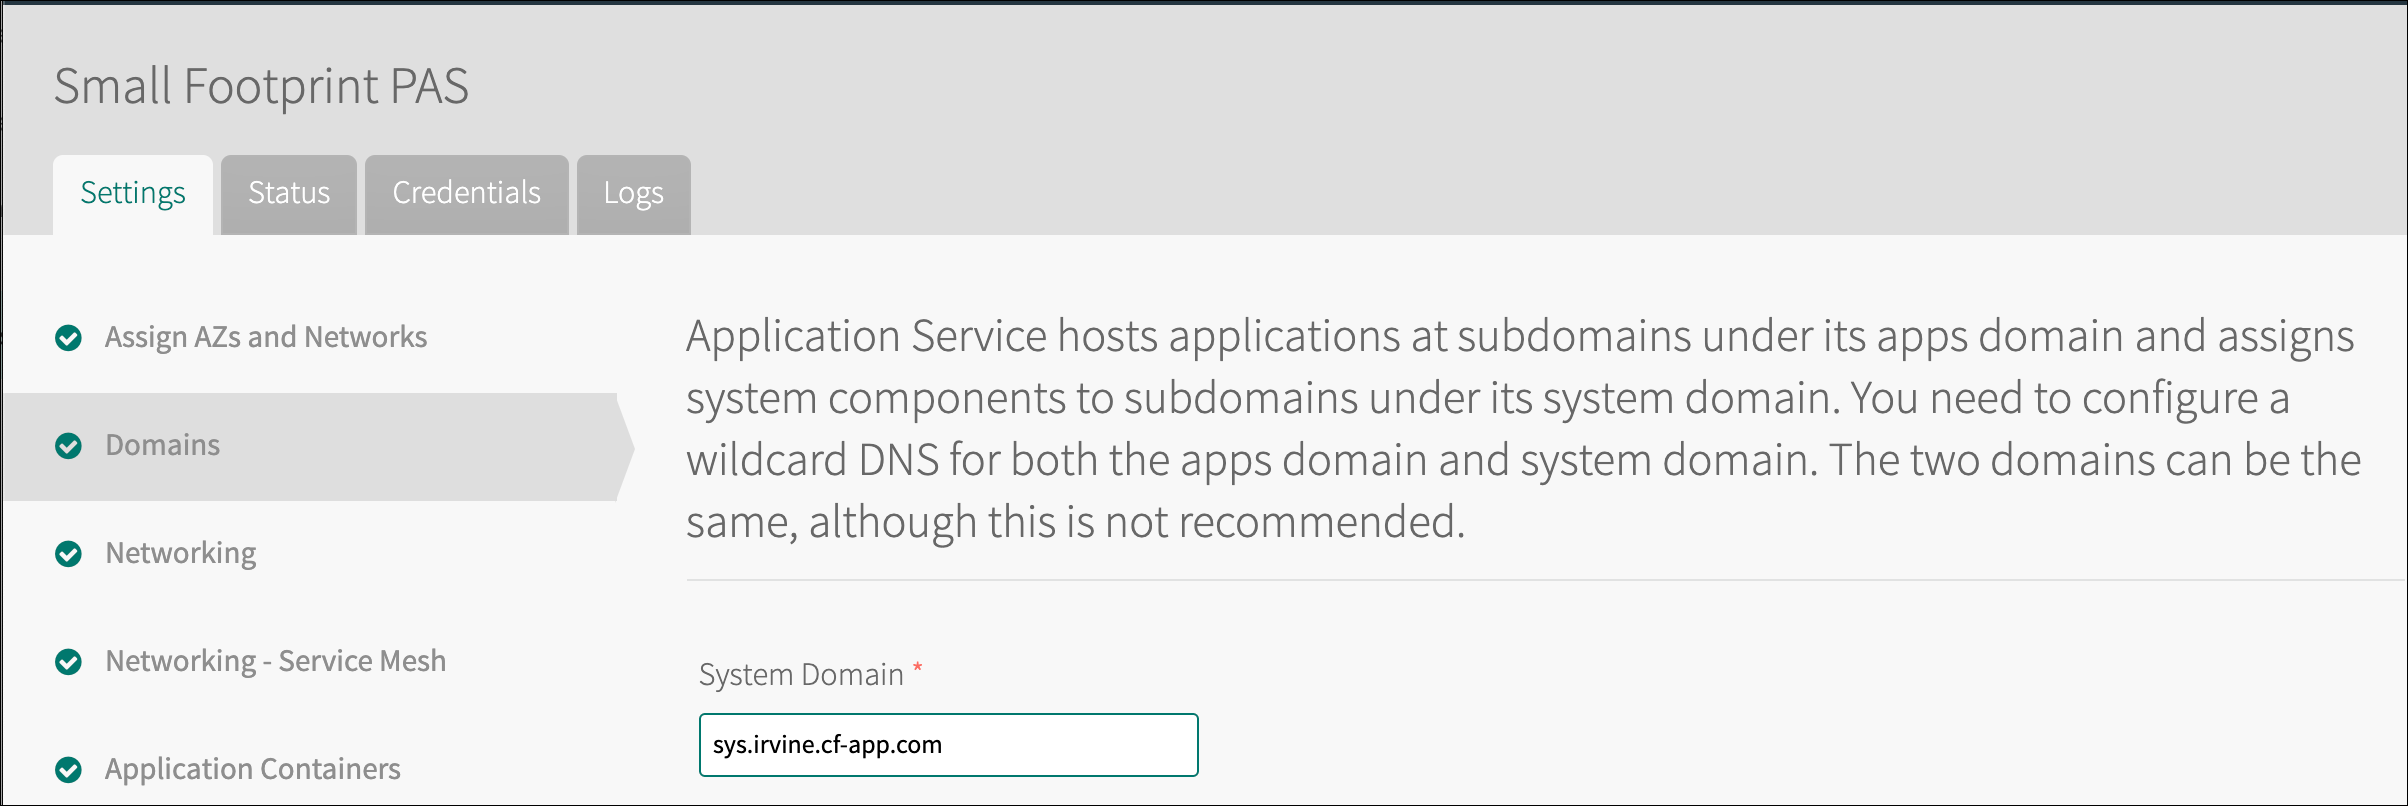 Small Footprint PAS
Settings
Status
Credentials
Logs
Assign AZs and Networks
Domains
Networking
Networking - Service Mesh
Application Containers
Application Service hosts applications at subdomains under its apps domain and assigns
system components to subdomains under its system domain. You need to configure a
wildcard DNS for both the apps domain and system domain. The two domains can be the
same, although this is not recommended.
System Domain *
sys.irvine.cf-app.com